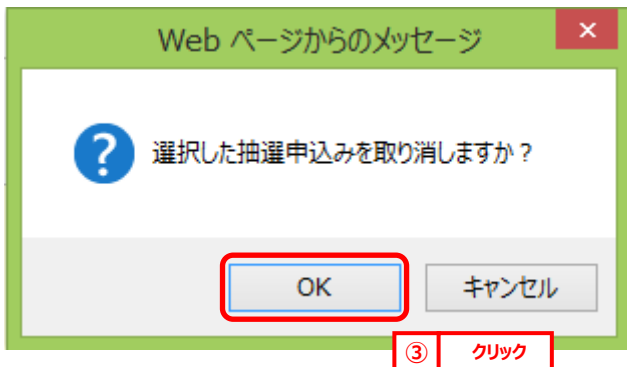 Web ページからのメッセージ
×
?
選択した抽選申込みを取り消しますか？
OK
キャンセル
③ クリック